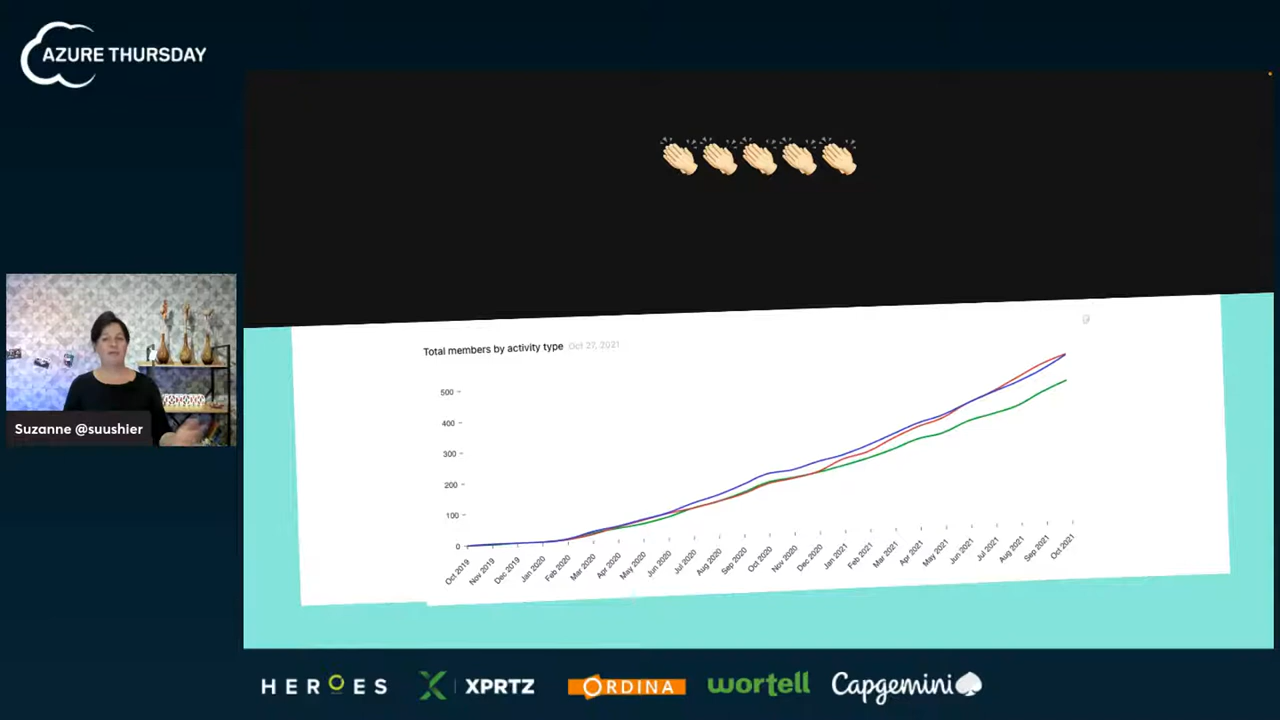 AZURE THURSDAY
Total members by activity type Oct 27, 2021
500
400
300
200
100
0
Oct 2019
Nov 2019
Dec 2019
Jan 2020
Feb 2020
Mar 2020
Apr 2020
May 2020
Jun 2020
Jul 2020
Aug 2020
Sep 2020
Oct 2020
Nov 2020
Dec 2020
Jan 2021
Feb 2021
Mar 2021
Apr 2021
May 2021
Jun 2021
Jul 2021
Aug 2021
Sep 2021
Oct 2021
Suzanne @suushier
HEROES
XPRTZ
ORDINA
wortell
Capgemini